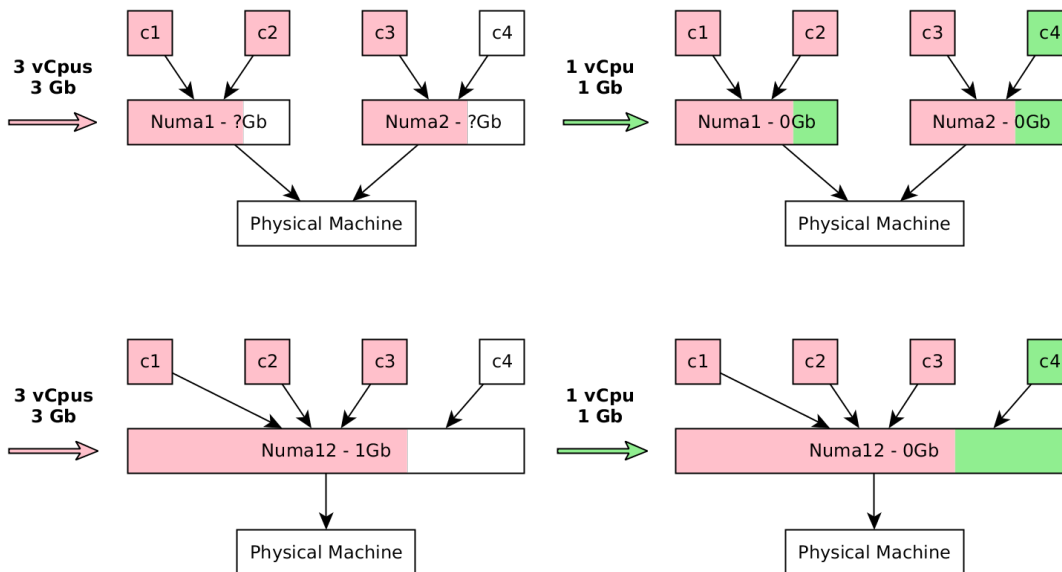 c1
c2
c3
c4
3 vCpus
3 Gb
Numa1 - ?Gb
Numa2 - ?Gb
Physical Machine
c1
c2
c3
c4
1 vCpu
1 Gb
Numa1 - 0Gb
Numa2 - 0Gb
Physical Machine
c1
c2
c3
c4
3 vCpus
3 Gb
Numa12 - 1Gb
Physical Machine
c1
c2
c3
c4
1 vCpu
1 Gb
Numa12 - 0Gb
Physical Machine